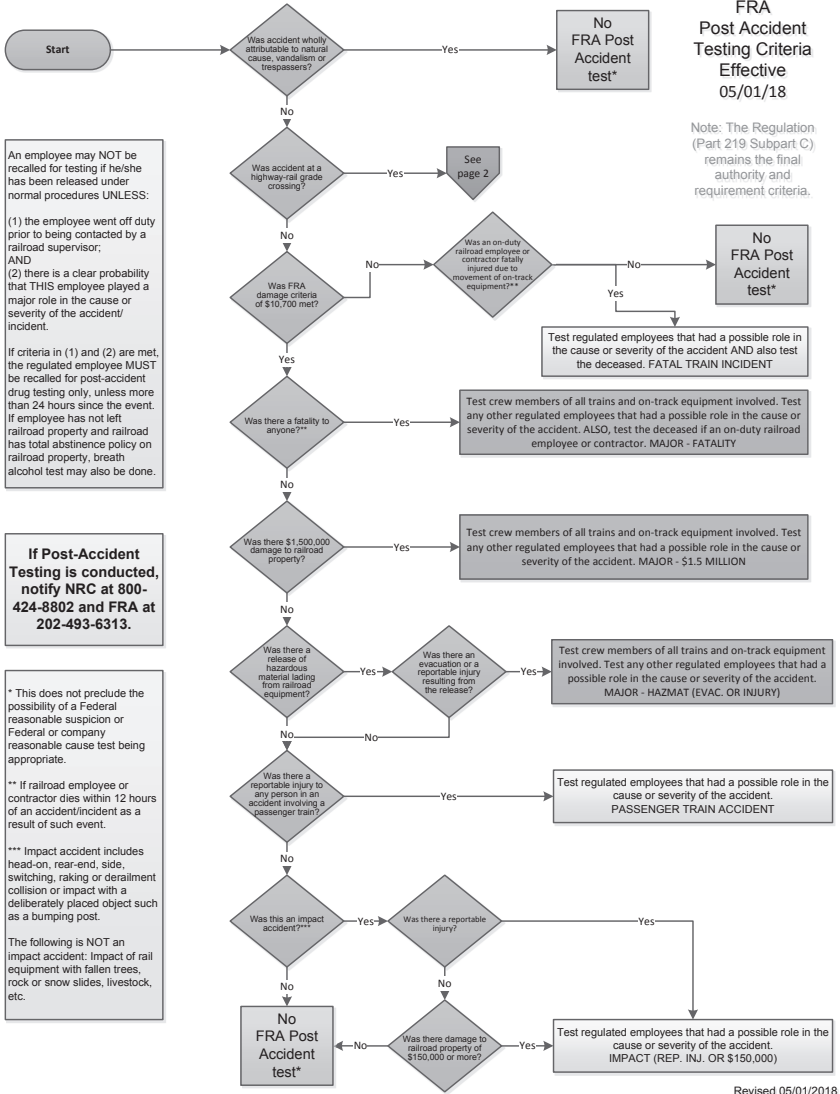 FRA
Post Accident
Testing Criteria
Effective
05/01/18
Note: The Regulation
(Part 219 Subpart C)
remains the final
authority and
requirement criteria.
Start
Was accident wholly
attributable to natural
cause, vandalism or
trespassers?
Yes
No
FRA Post
Accident
test*
No
Was accident at a
highway-rail grade
crossing?
Yes
See
page 2
No
Was FRA
damage criteria
of $10,700 met?
No
Was an on-duty
railroad employee or
contractor fatally
injured due to
movement of on-track
equipment?**
No
No
FRA Post
Accident
test*
Yes
Test regulated employees that had a possible role in
the cause or severity of the accident AND also test
the deceased. FATAL TRAIN INCIDENT
Yes
Was there a fatality to
anyone?**
Yes
Test crew members of all trains and on-track equipment involved. Test
any other regulated employees that had a possible role in the cause or
severity of the accident. ALSO, test the deceased if an on-duty railroad
employee or contractor. MAJOR - FATALITY
No
Was there $1,500,000
damage to railroad
property?
Yes
Test crew members of all trains and on-track equipment involved. Test
any other regulated employees that had a possible role in the cause or
severity of the accident. MAJOR - $1.5 MILLION
No
Was there a
release of
hazardous
material lading
from railroad
equipment?
Yes
Was there an
evacuation or a
reportable injury
resulting from
the release?
Yes
Test crew members of all trains and on-track equipment
involved. Test any other regulated employees that had a
possible role in the cause or severity of the accident.
MAJOR - HAZMAT (EVAC. OR INJURY)
No
No
Was there a
reportable injury to
any person in an
accident involving a
passenger train?
Yes
Test regulated employees that had a possible role in the
cause or severity of the accident.
PASSENGER TRAIN ACCIDENT
No
Was this an impact
accident?***
Yes
Was there a reportable
injury?
Yes
No
No
No
FRA Post
Accident
test*
No
Was there damage to
railroad property of
$150,000 or more?
Yes
Test regulated employees that had a possible role in the
cause or severity of the accident.
IMPACT (REP. INJ. OR $150,000)
An employee may NOT be
recalled for testing if he/she
has been released under
normal procedures UNLESS:
(1) the employee went off duty
prior to being contacted by a
railroad supervisor;
AND
(2) there is a clear probability
that THIS employee played a
major role in the cause or
severity of the accident/
incident.
If criteria in (1) and (2) are met,
the regulated employee MUST
be recalled for post-accident
drug testing only, unless more
than 24 hours since the event.
If employee has not left
railroad property and railroad
has total abstinence policy on
railroad property, breath
alcohol test may also be done.
If Post-Accident
Testing is conducted,
notify NRC at 800-
424-8802 and FRA at
202-493-6313.
* This does not preclude the
possibility of a Federal
reasonable suspicion or
Federal or company
reasonable cause test being
appropriate.
** If railroad employee or
contractor dies within 12 hours
of an accident/incident as a
result of such event.
*** Impact accident includes
head-on, rear-end, side,
switching, raking or derailment
collision or impact with a
deliberately placed object such
as a bumping post.
The following is NOT an
impact accident: Impact of rail
equipment with fallen trees,
rock or snow slides, livestock,
etc.
Revised 05/01/2018